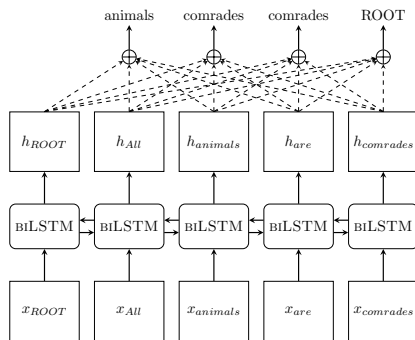 animals comrades comrades ROOT
h_ROOT h_All h_animals h_are h_comrades
BILSTM BILSTM BILSTM BILSTM BILSTM
x_ROOT x_All x_animals x_are x_comrades